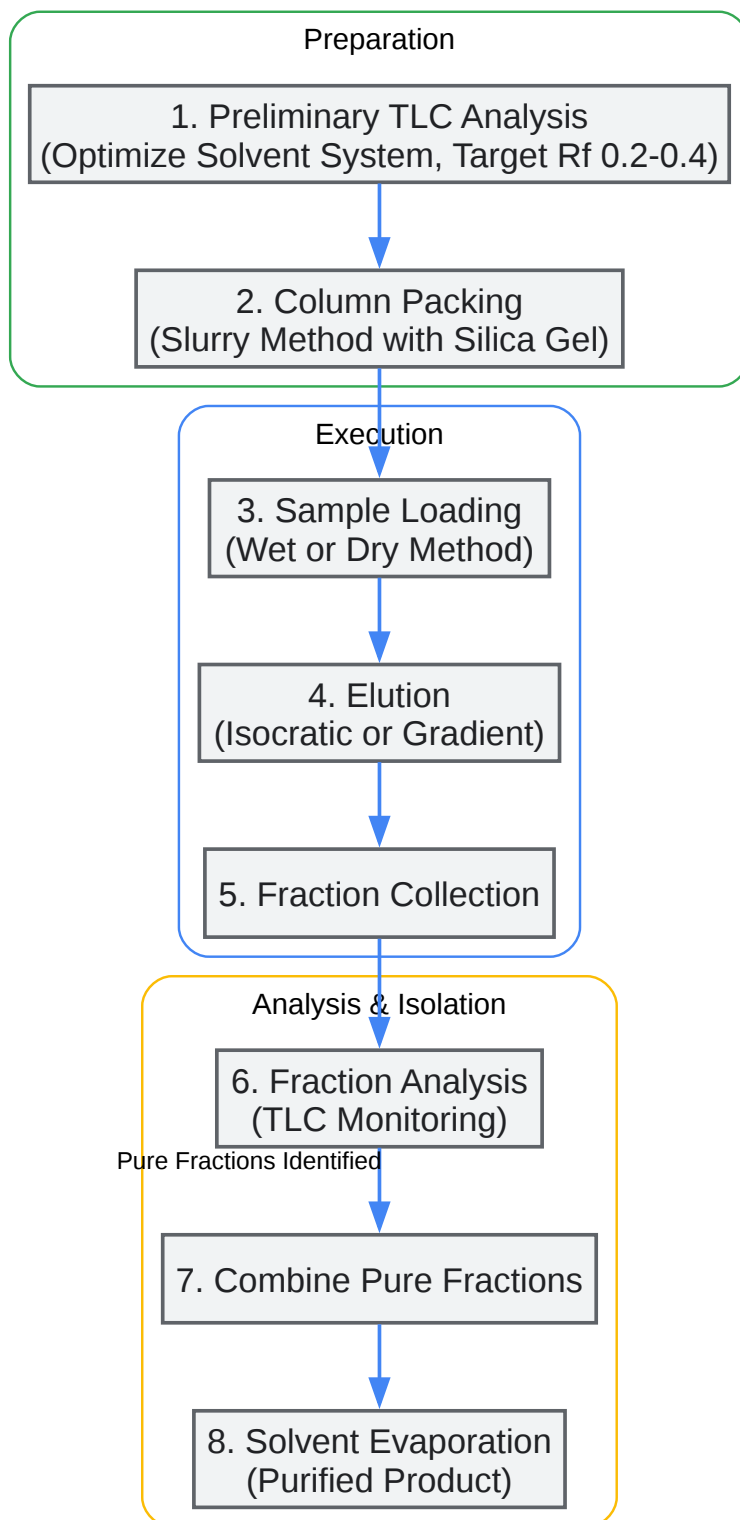 Preparation
1. Preliminary TLC Analysis
(Optimize Solvent System, Target Rf 0.2-0.4)
2. Column Packing
(Slurry Method with Silica Gel)
Execution
3. Sample Loading
(Wet or Dry Method)
4. Elution
(Isocratic or Gradient)
5. Fraction Collection
Analysis & Isolation
6. Fraction Analysis
(TLC Monitoring)
Pure Fractions Identified
7. Combine Pure Fractions
8. Solvent Evaporation
(Purified Product)